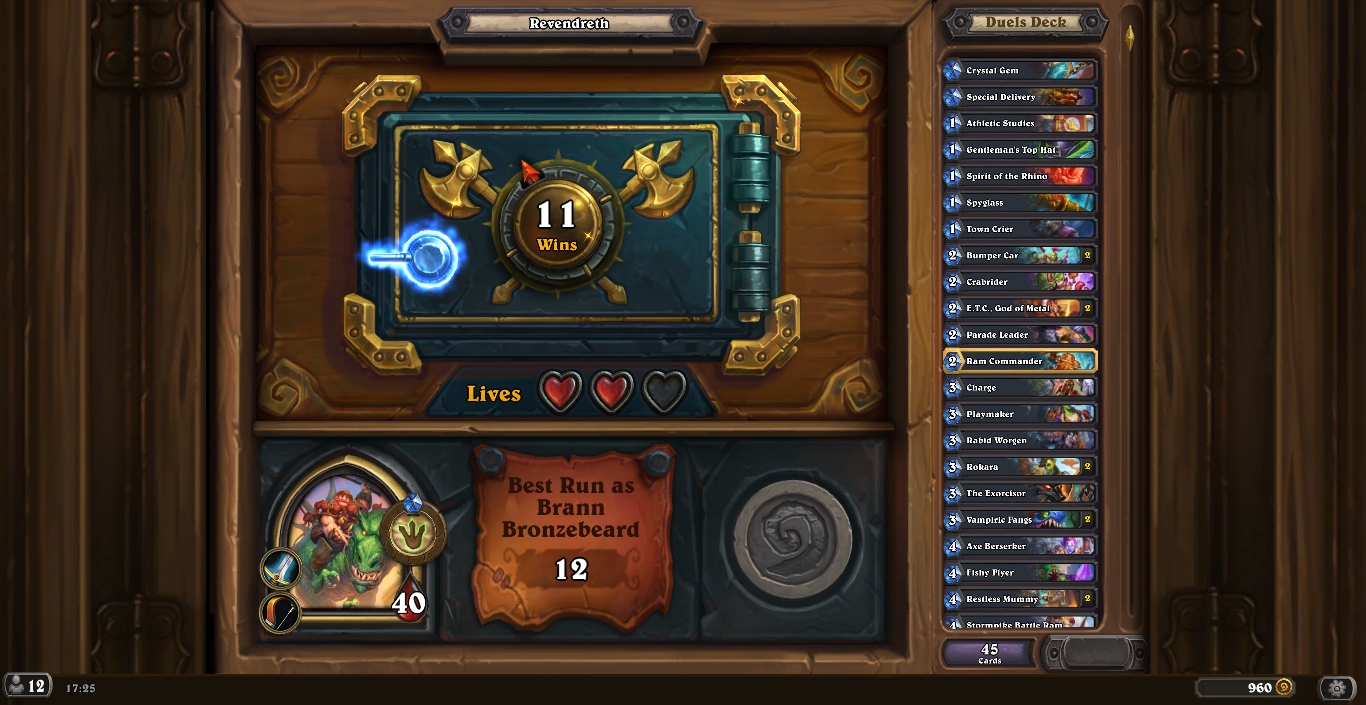 Revendreth
11
Wins
Lives
40
Best Run as
Brann
Bronzebeard
12
Duels Deck
Crystal Gem
Special Delivery
1 Athletic Studies
1 Gentleman's Top Hat
1 Spirit of the Rhino
1 Spyglass
1 Town Crier
2 Bumper Car 2
2 Crabrider
2 E.T.C., God of Metal 2
2 Parade Leader
2 Ram Commander
3 Charge
3 Playmaker
3 Rabid Worgen
3 Rokara 2
3 The Exorcisor
3 Vampiric Fangs 2
4 Axe Berserker
4 Fishy Flyer
4 Restless Mummy 2
4 Stormpike Battle Ram
45
Cards
12
17:25
960